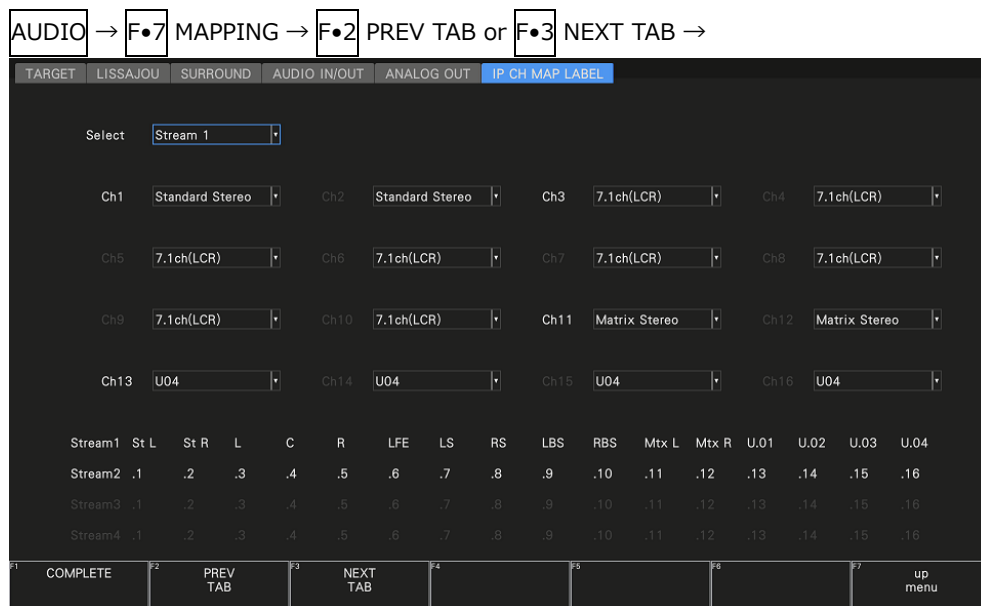 AUDIO → F•7 MAPPING → F•2 PREV TAB or F•3 NEXT TAB →
TARGET LISSAJOU SURROUND AUDIO IN/OUT ANALOG OUT IP CH MAP LABEL
Select Stream 1
Ch1 Standard Stereo Ch2 Standard Stereo Ch3 7.1ch(LCR) Ch4 7.1ch(LCR)
Ch5 7.1ch(LCR) Ch6 7.1ch(LCR) Ch7 7.1ch(LCR) Ch8 7.1ch(LCR)
Ch9 7.1ch(LCR) Ch10 7.1ch(LCR) Ch11 Matrix Stereo Ch12 Matrix Stereo
Ch13 U04 Ch14 U04 Ch15 U04 Ch16 U04
Stream1 St L St R L C R LFE LS RS LBS RBS Mtx L Mtx R U.01 U.02 U.03 U.04
Stream2 .1 .2 .3 .4 .5 .6 .7 .8 .9 .10 .11 .12 .13 .14 .15 .16
Stream3 .1 .2 .3 .4 .5 .6 .7 .8 .9 .10 .11 .12 .13 .14 .15 .16
Stream4 .1 .2 .3 .4 .5 .6 .7 .8 .9 .10 .11 .12 .13 .14 .15 .16
F1 COMPLETE F2 PREV TAB F3 NEXT TAB F4 F5 F6 F7 up menu